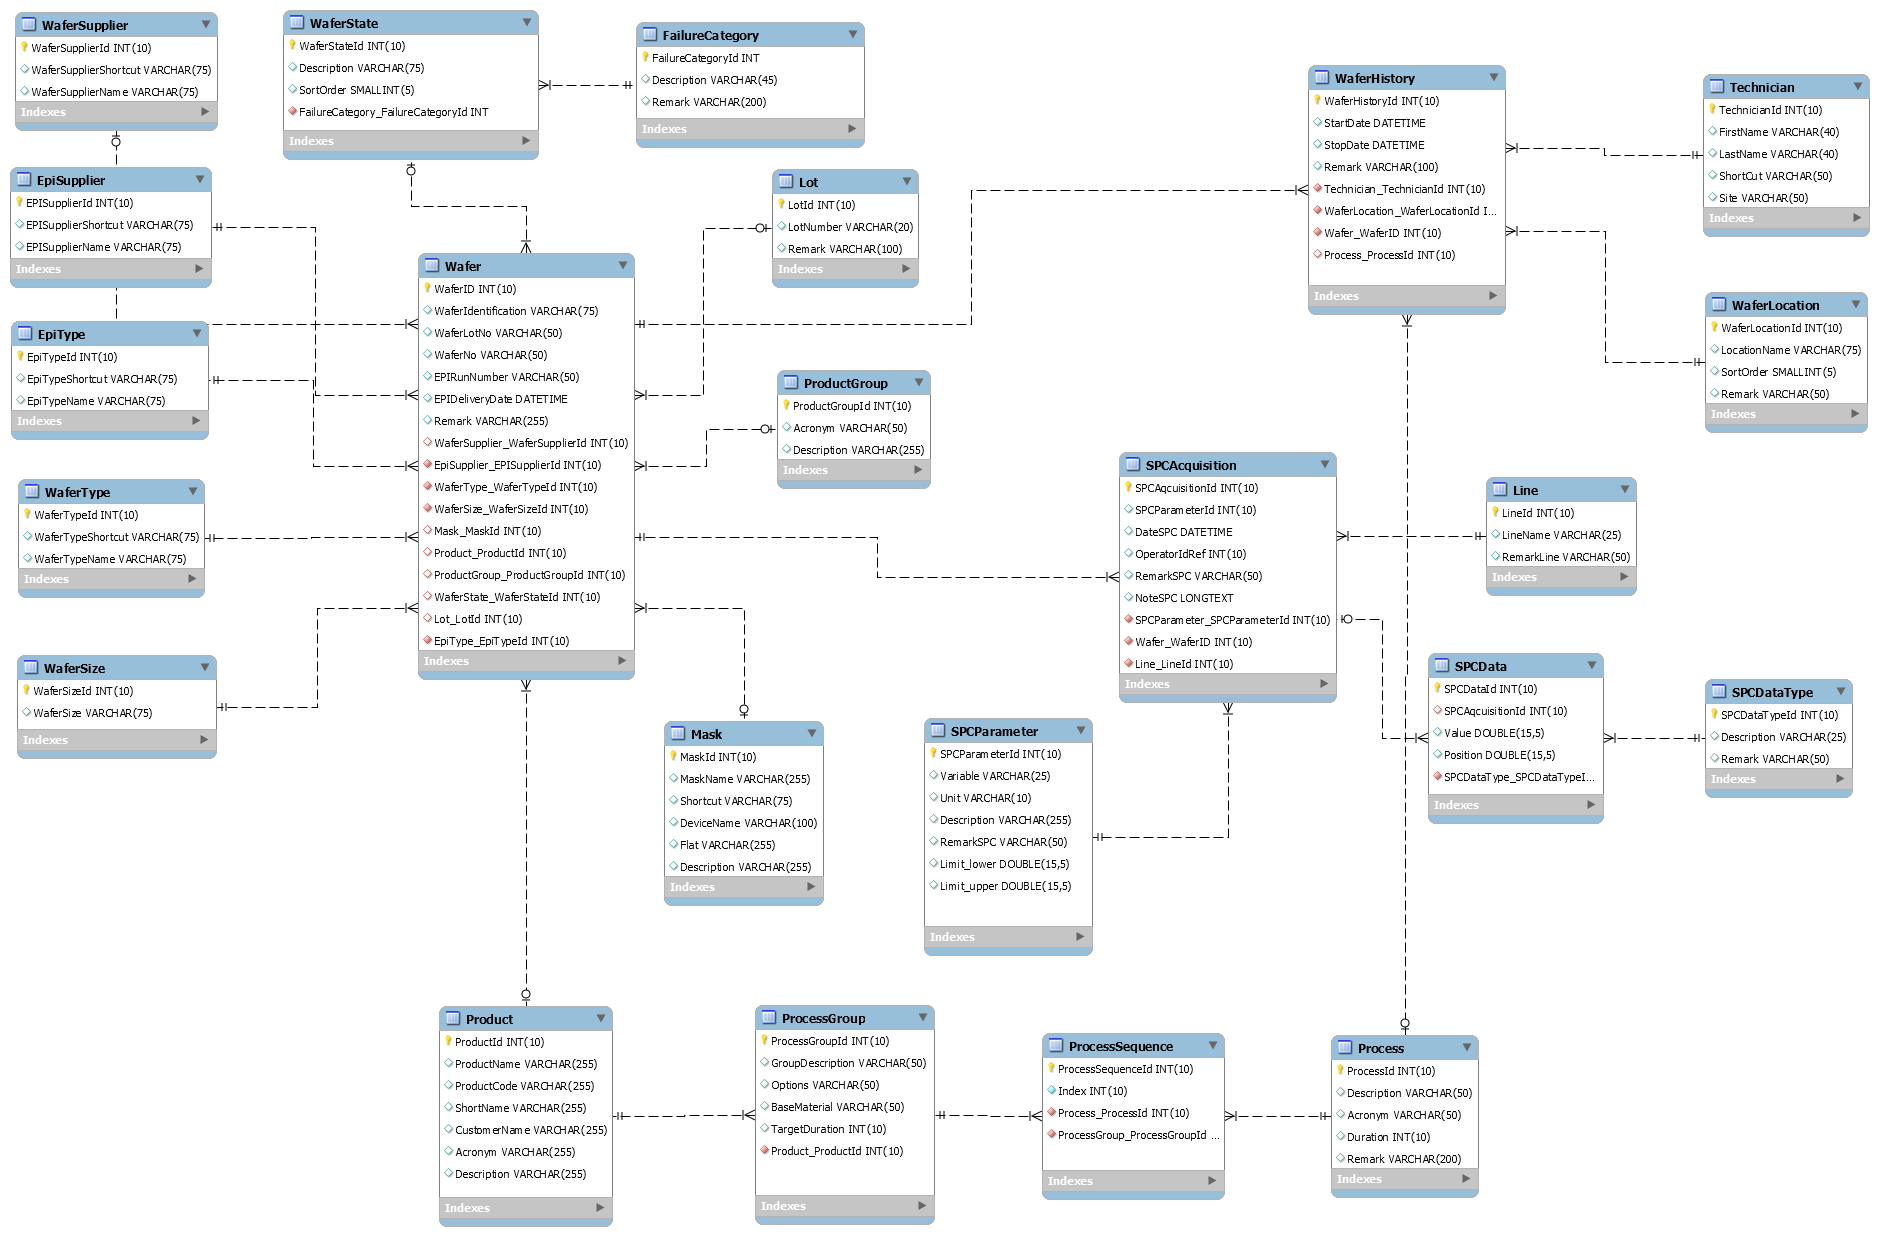 WaferSupplier
WaferSupplierId INT(10)
WaferSupplierShortcut VARCHAR(75)
WaferSupplierName VARCHAR(75)
Indexes
WaferState
WaferStateId INT(10)
Description VARCHAR(75)
SortOrder SMALLINT(5)
FailureCategory_FailureCategoryId INT
Indexes
FailureCategory
FailureCategoryId INT
Description VARCHAR(45)
Remark VARCHAR(200)
Indexes
WaferHistory
WaferHistoryId INT(10)
StartDate DATETIME
StopDate DATETIME
Remark VARCHAR(100)
Technician_TechnicianId INT(10)
WaferLocation_WaferLocationId I...
Wafer_WaferID INT(10)
Process_ProcessId INT(10)
Indexes
Technician
TechnicianId INT(10)
FirstName VARCHAR(40)
LastName VARCHAR(40)
ShortCut VARCHAR(50)
Site VARCHAR(50)
Indexes
EpiSupplier
EPISupplierId INT(10)
EPISupplierShortcut VARCHAR(75)
EPISupplierName VARCHAR(75)
Indexes
Lot
LotId INT(10)
LotNumber VARCHAR(20)
Remark VARCHAR(100)
Indexes
Wafer
WaferID INT(10)
WaferIdentification VARCHAR(75)
WaferLotNo VARCHAR(50)
WaferNo VARCHAR(50)
EPIRunNumber VARCHAR(50)
EPIDeliveryDate DATETIME
Remark VARCHAR(255)
WaferSupplier_WaferSupplierId INT(10)
EpiSupplier_EPISupplierId INT(10)
WaferType_WaferTypeId INT(10)
WaferSize_WaferSizeId INT(10)
Mask_MaskId INT(10)
Product_ProductId INT(10)
ProductGroup_ProductGroupId INT(10)
WaferState_WaferStateId INT(10)
Lot_LotId INT(10)
EpiType_EpiTypeId INT(10)
Indexes
EpiType
EpiTypeId INT(10)
EpiTypeShortcut VARCHAR(75)
EpiTypeName VARCHAR(75)
Indexes
WaferLocation
WaferLocationId INT(10)
LocationName VARCHAR(75)
SortOrder SMALLINT(5)
Remark VARCHAR(50)
Indexes
ProductGroup
ProductGroupId INT(10)
Acronym VARCHAR(50)
Description VARCHAR(255)
Indexes
SPCAcquisition
SPCAqcuisitionId INT(10)
SPCParameterId INT(10)
DateSPC DATETIME
OperatorIdRef INT(10)
RemarkSPC VARCHAR(50)
NoteSPC LONGTEXT
SPCParameter_SPCParameterId INT(10)
Wafer_WaferID INT(10)
Line_LineId INT(10)
Indexes
Line
LineId INT(10)
LineName VARCHAR(25)
RemarkLine VARCHAR(50)
Indexes
WaferType
WaferTypeId INT(10)
WaferTypeShortcut VARCHAR(75)
WaferTypeName VARCHAR(75)
Indexes
WaferSize
WaferSizeId INT(10)
WaferSize VARCHAR(75)
Indexes
SPCData
SPCDataId INT(10)
SPCAqcuisitionId INT(10)
Value DOUBLE(15,5)
Position DOUBLE(15,5)
SPCDataType_SPCDataTypeI...
Indexes
SPCDataType
SPCDataTypeId INT(10)
Description VARCHAR(25)
Remark VARCHAR(50)
Indexes
Mask
MaskId INT(10)
MaskName VARCHAR(255)
Shortcut VARCHAR(75)
DeviceName VARCHAR(100)
Flat VARCHAR(255)
Description VARCHAR(255)
Indexes
SPCParameter
SPCParameterId INT(10)
Variable VARCHAR(25)
Unit VARCHAR(10)
Description VARCHAR(255)
RemarkSPC VARCHAR(50)
Limit_lower DOUBLE(15,5)
Limit_upper DOUBLE(15,5)
Indexes
Product
ProductId INT(10)
ProductName VARCHAR(255)
ProductCode VARCHAR(255)
ShortName VARCHAR(255)
CustomerName VARCHAR(255)
Acronym VARCHAR(255)
Description VARCHAR(255)
Indexes
ProcessGroup
ProcessGroupId INT(10)
GroupDescription VARCHAR(50)
Options VARCHAR(50)
BaseMaterial VARCHAR(50)
TargetDuration INT(10)
Product_ProductId INT(10)
Indexes
ProcessSequence
ProcessSequenceId INT(10)
Index INT(10)
Process_ProcessId INT(10)
ProcessGroup_ProcessGroupId ...
Indexes
Process
ProcessId INT(10)
Description VARCHAR(50)
Acronym VARCHAR(50)
Duration INT(10)
Remark VARCHAR(200)
Indexes